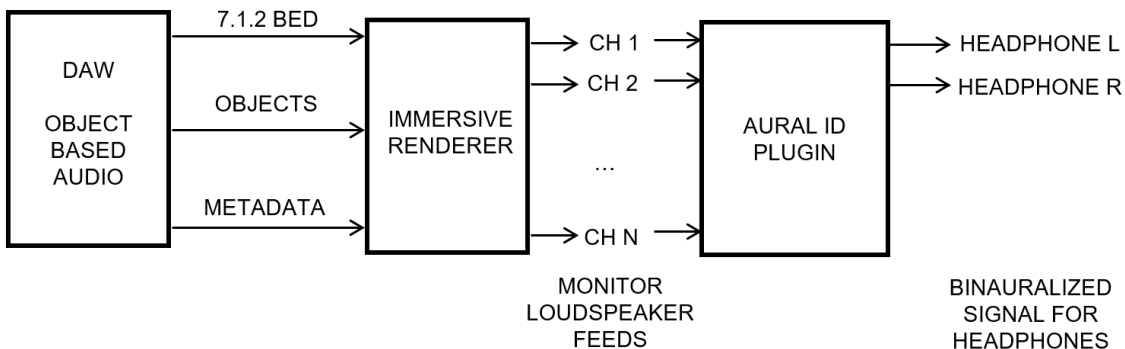 DAW
OBJECT
BASED
AUDIO
7.1.2 BED
OBJECTS
METADATA
IMMERSIVE
RENDERER
CH 1
CH 2
...
CH N
MONITOR
LOUDSPEAKER
FEEDS
AURAL ID
PLUGIN
HEADPHONE L
HEADPHONE R
BINAURALIZED
SIGNAL FOR
HEADPHONES